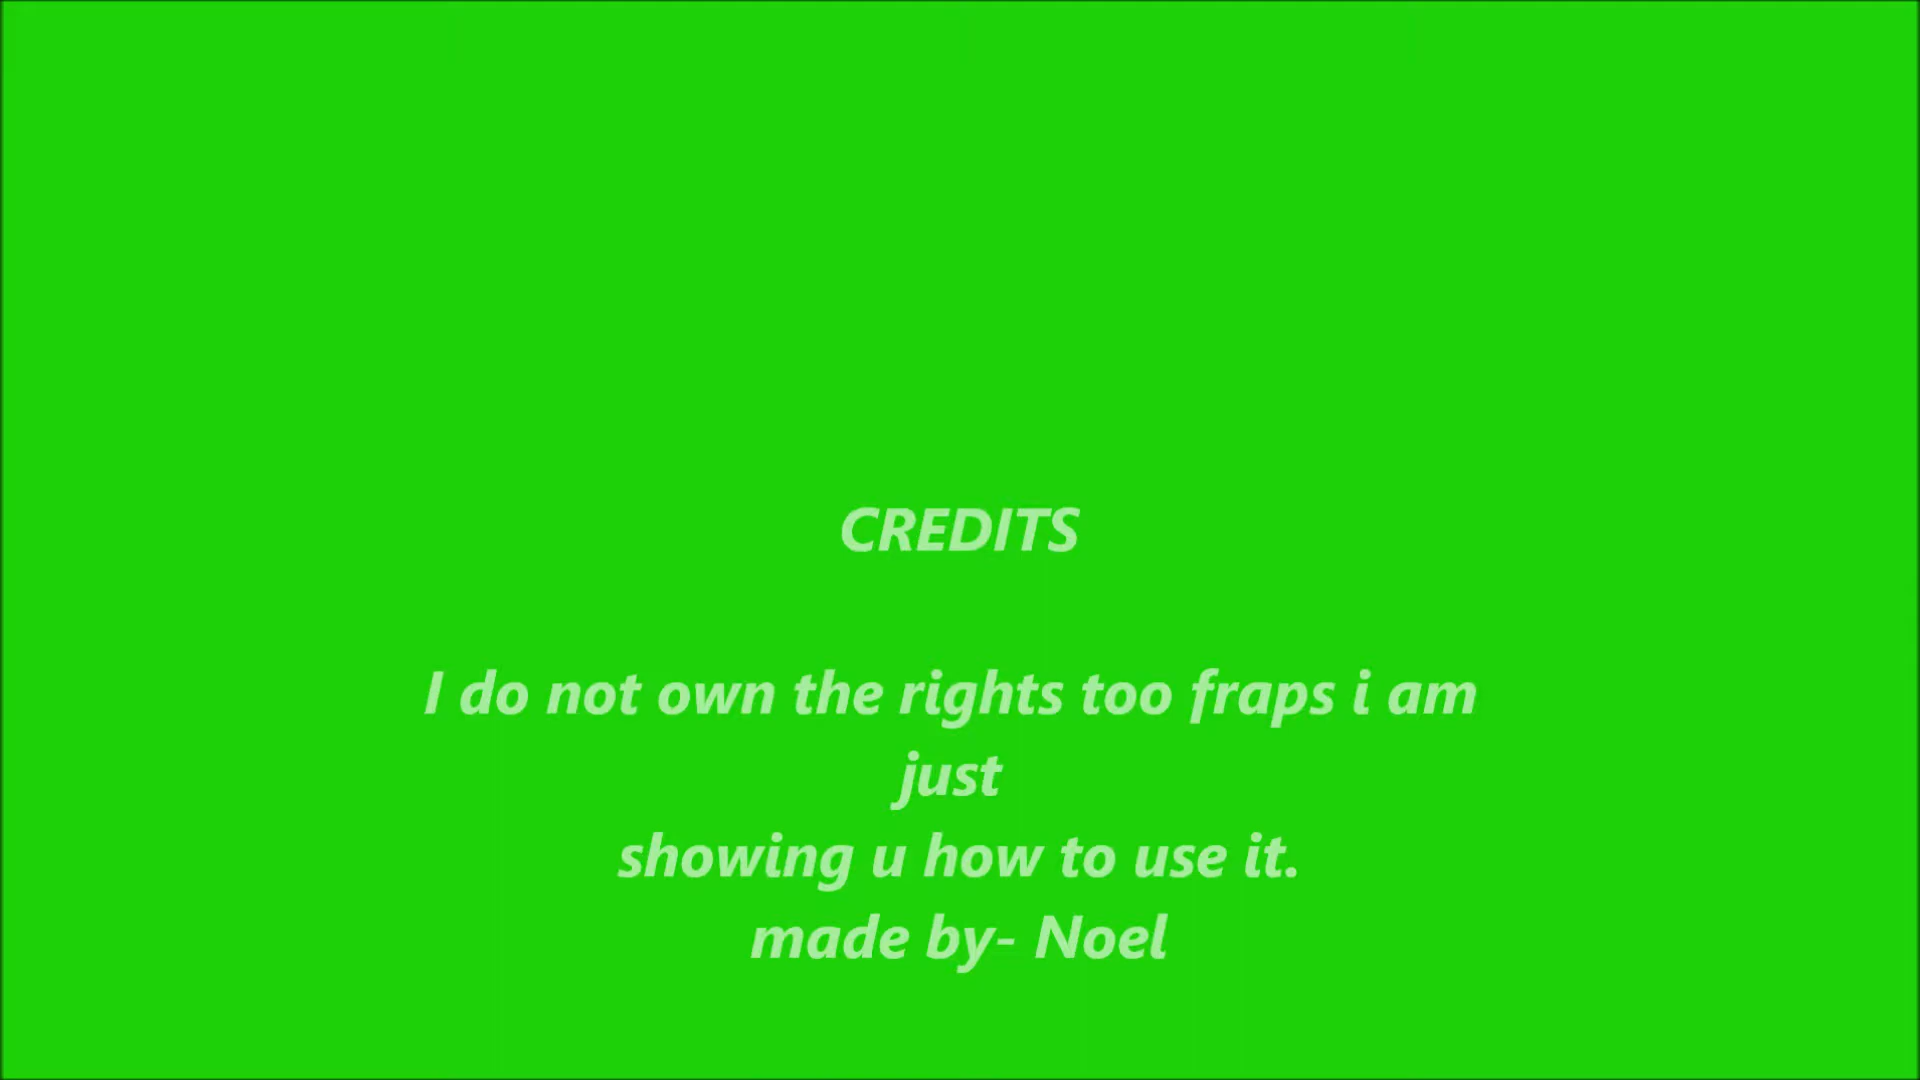 CREDITS
I do not own the rights too fraps i am
just
showing u how to use it.
made by- Noel